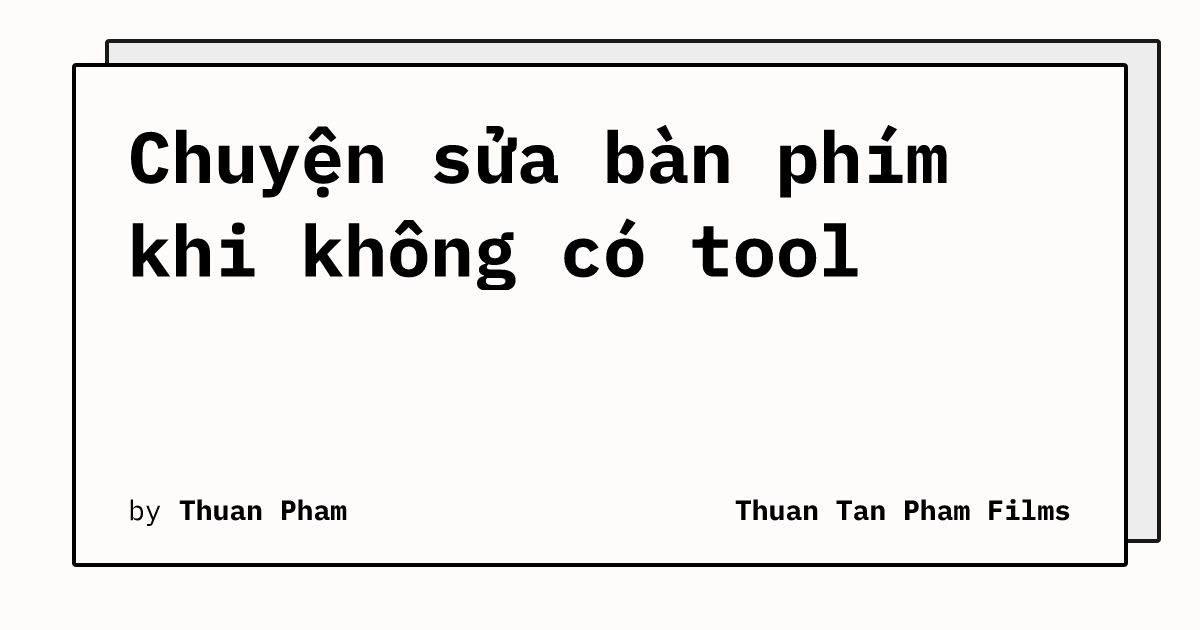 Chuyện sửa bàn phím
khi không có tool
by Thuan Pham
Thuan Tan Pham Films